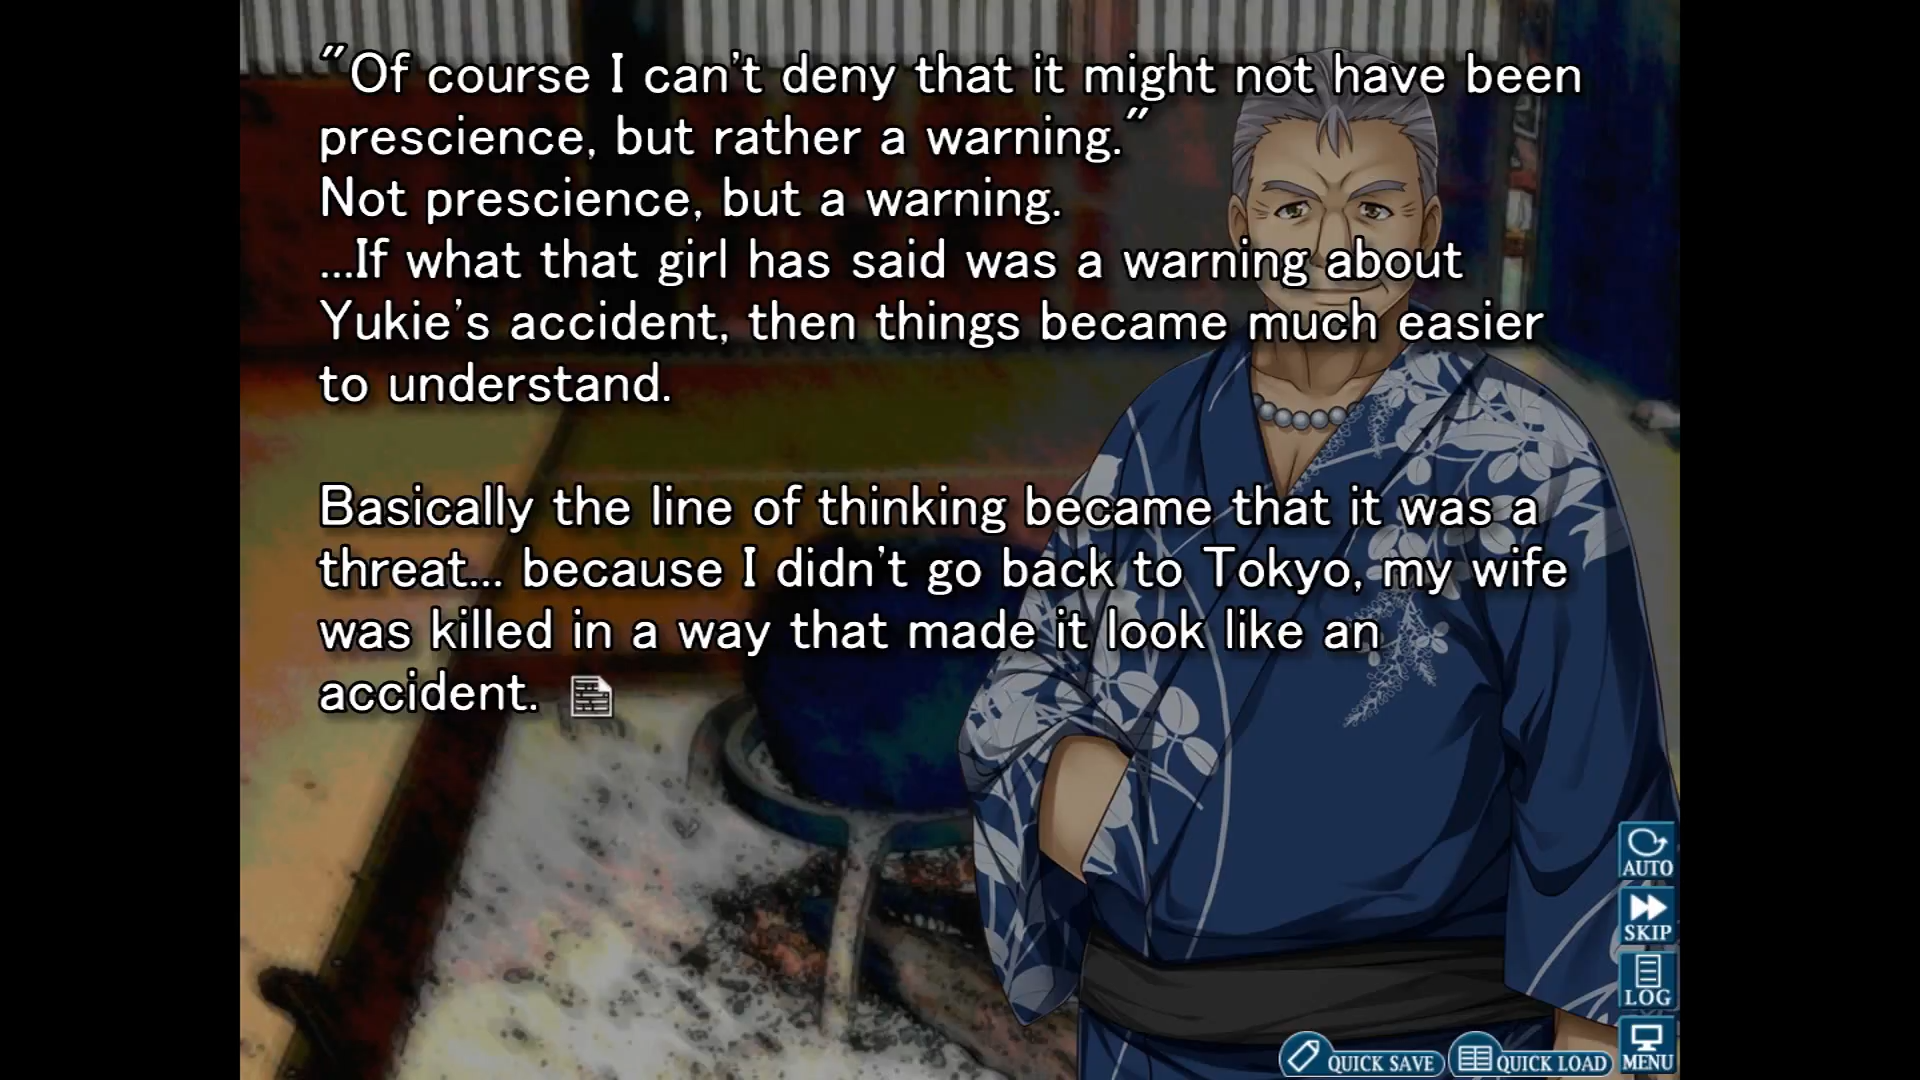 "Of course I can't deny that it might not have been
prescience, but rather a warning."
Not prescience, but a warning.
...If what that girl has said was a warning about
Yukie's accident, then things became much easier
to understand.
Basically the line of thinking became that it was a
threat... because I didn't go back to Tokyo, my wife
was killed in a way that made it look like an
accident.
AUTO
SKIP
LOG
MENU
QUICK SAVE
QUICK LOAD